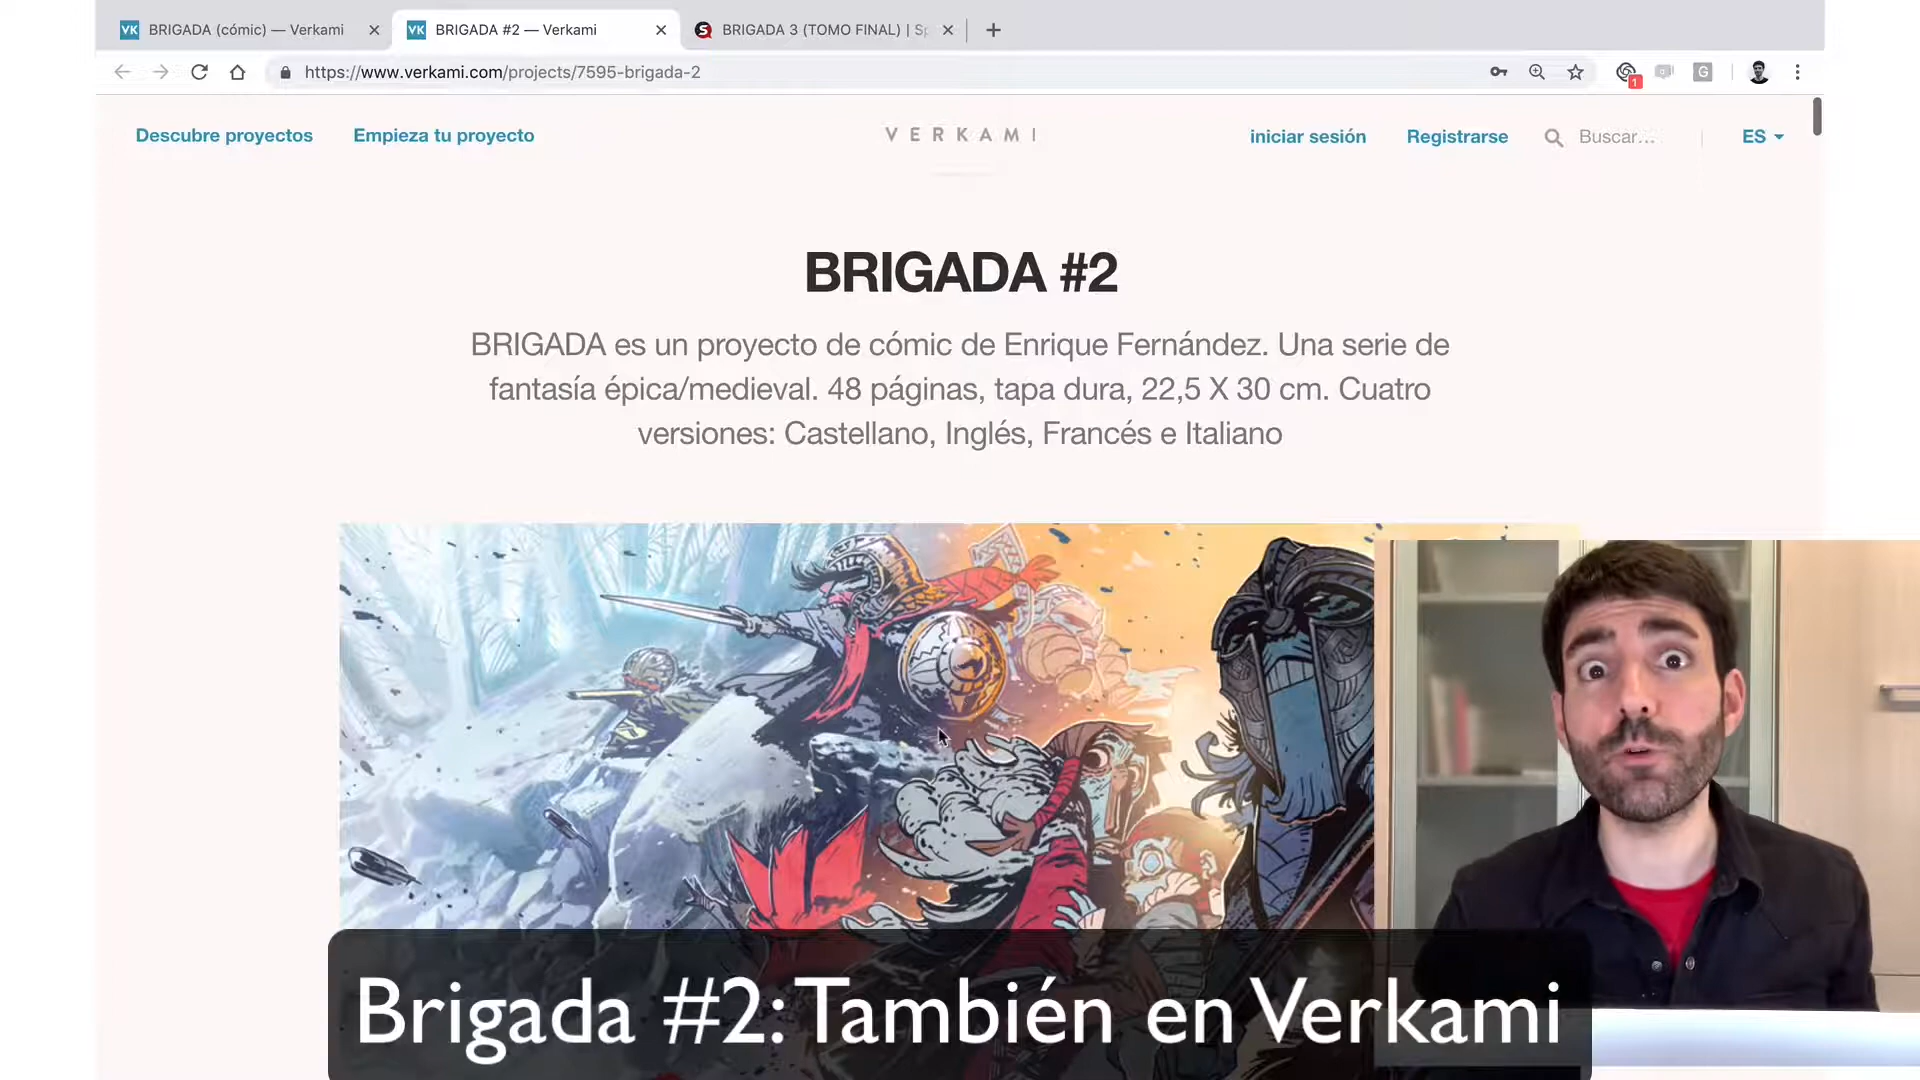 BRIGADA (cómic) — Verkami
BRIGADA #2 — Verkami
BRIGADA 3 (TOMO FINAL) | Sp
https://www.verkami.com/projects/7595-brigada-2
1
G
Descubre proyectos
Empieza tu proyecto
VERKAMI
iniciar sesión
Registrarse
Buscar...
ES
BRIGADA #2
BRIGADA es un proyecto de cómic de Enrique Fernández. Una serie de
fantasía épica/medieval. 48 páginas, tapa dura, 22,5 X 30 cm. Cuatro
versiones: Castellano, Inglés, Francés e Italiano
Brigada #2: También en Verkami